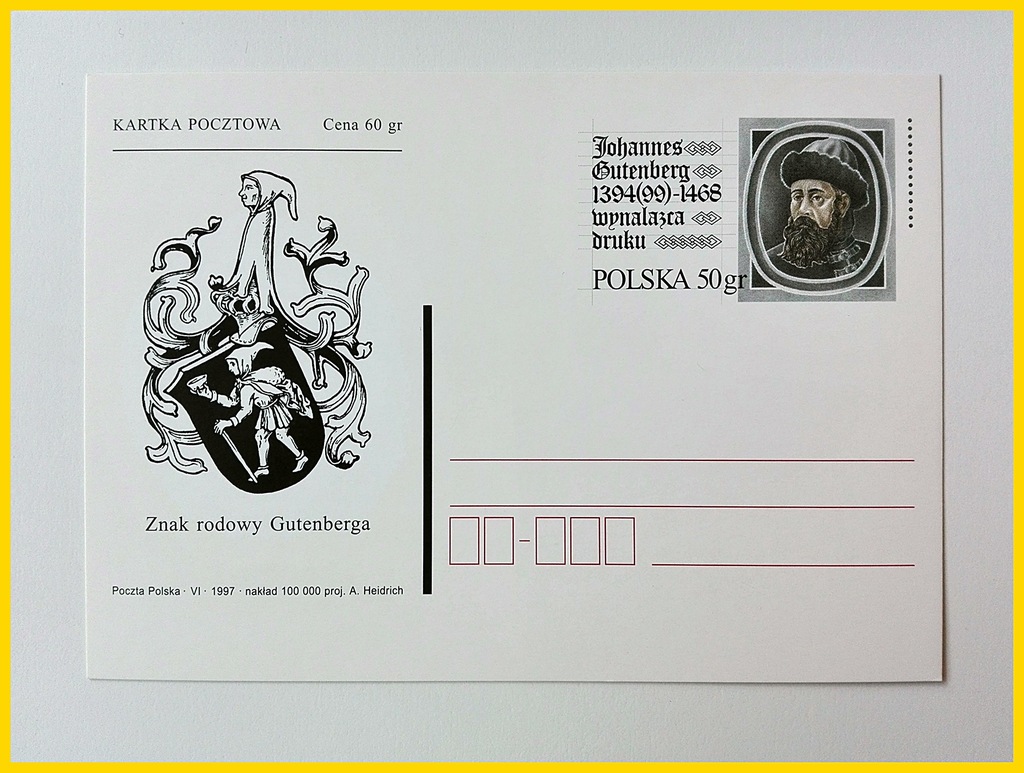 KARTKA POCZTOWA Cena 60 gr
Johannes
Gutenberg
1394(99)-1468
wynalazca
druku
POLSKA 50gr
Znak rodowy Gutenberga
Poczta Polska · VI · 1997 · nakład 100 000 proj. A. Heidrich